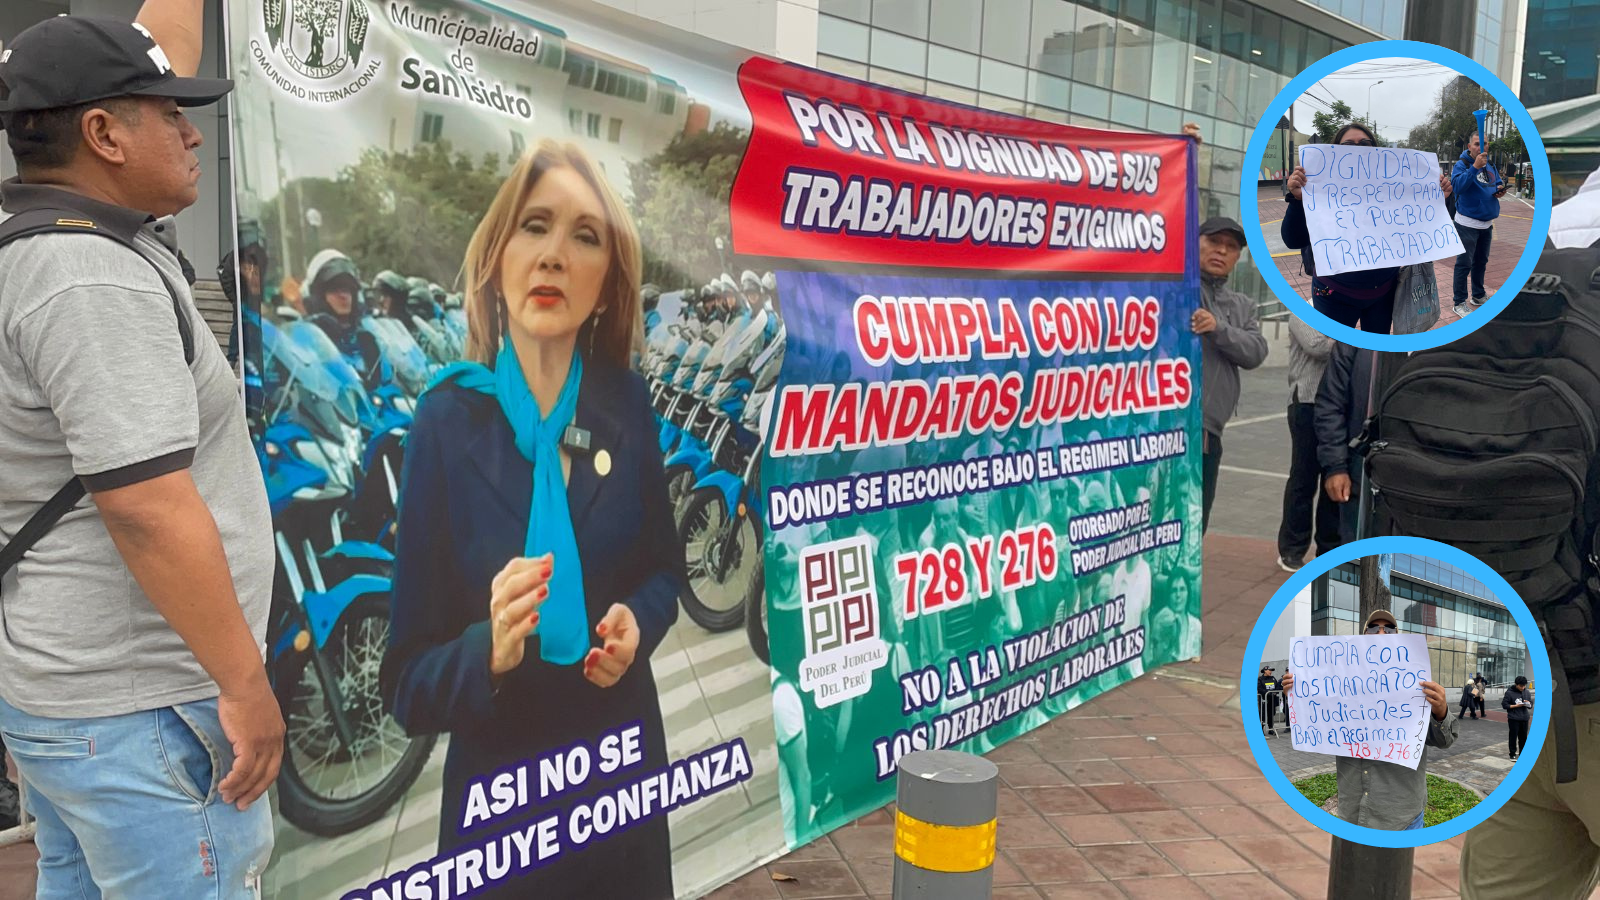 Municipalidad
de
San Isidro
SAN ISIDRO
COMUNIDAD INTERNACIONAL
POR LA DIGNIDAD DE SUS
TRABAJADORES EXIGIMOS
CUMPLA CON LOS
MANDATOS JUDICIALES
DONDE SE RECONOCE BAJO EL REGIMEN LABORAL
728 Y 276
OTORGADO POR EL
PODER JUDICIAL DEL PERU
PJPJ
PJPJ
PODER JUDICIAL
DEL PERÚ
NO A LA VIOLACION DE
LOS DERECHOS LABORALES
ASI NO SE
ONSTRUYE CONFIANZA
DIGNIDAD
Y RESPETO PARA
El PUEBlO
TRABAJADOR
CUMPlA CON
LOS MANDATOS
JudiciaLes
BAJO el Regimen
728 y 276